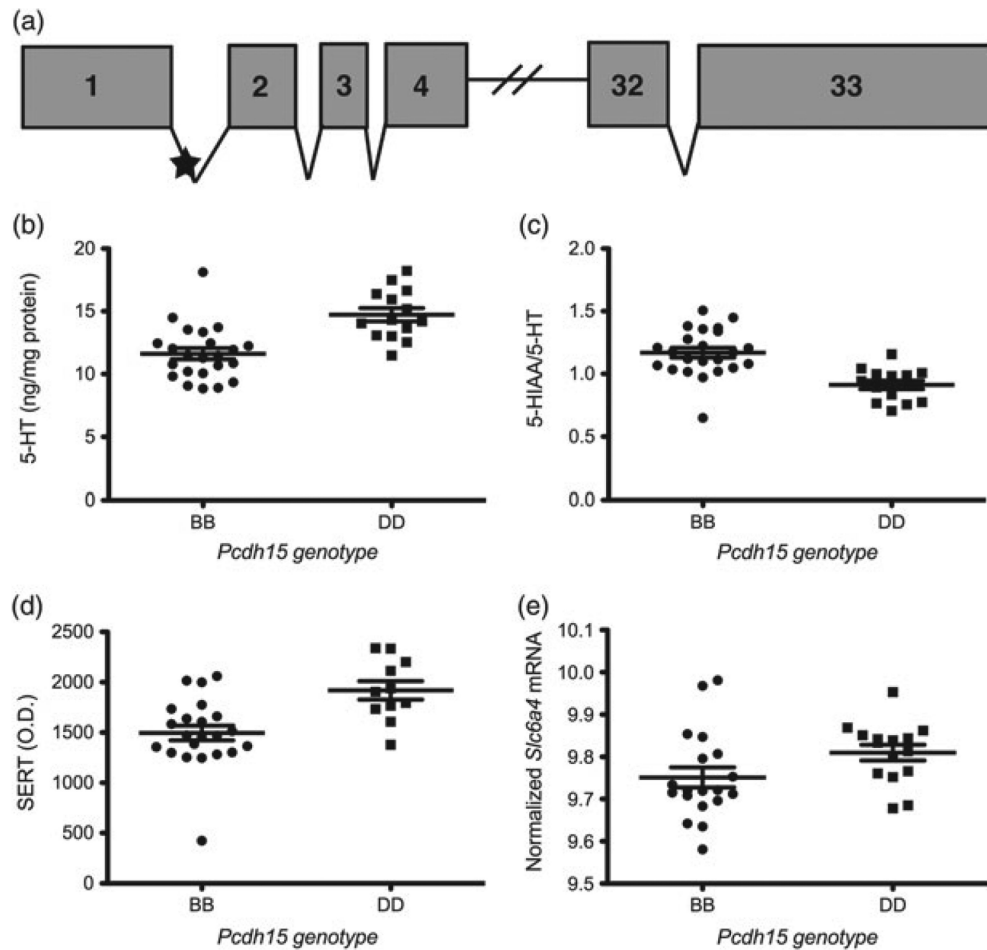 (a)
1 2 3 4 32 33
(b)
5-HT (ng/mg protein)
20
15
10
5
0
BB DD
Pcdh15 genotype
(c)
5-HIAA/5-HT
2.0
1.5
1.0
0.5
0.0
BB DD
Pcdh15 genotype
(d)
SERT (O.D.)
2500
2000
1500
1000
500
0
BB DD
Pcdh15 genotype
(e)
Normalized Slc6a4 mRNA
10.1
10.0
9.9
9.8
9.7
9.6
9.5
BB DD
Pcdh15 genotype